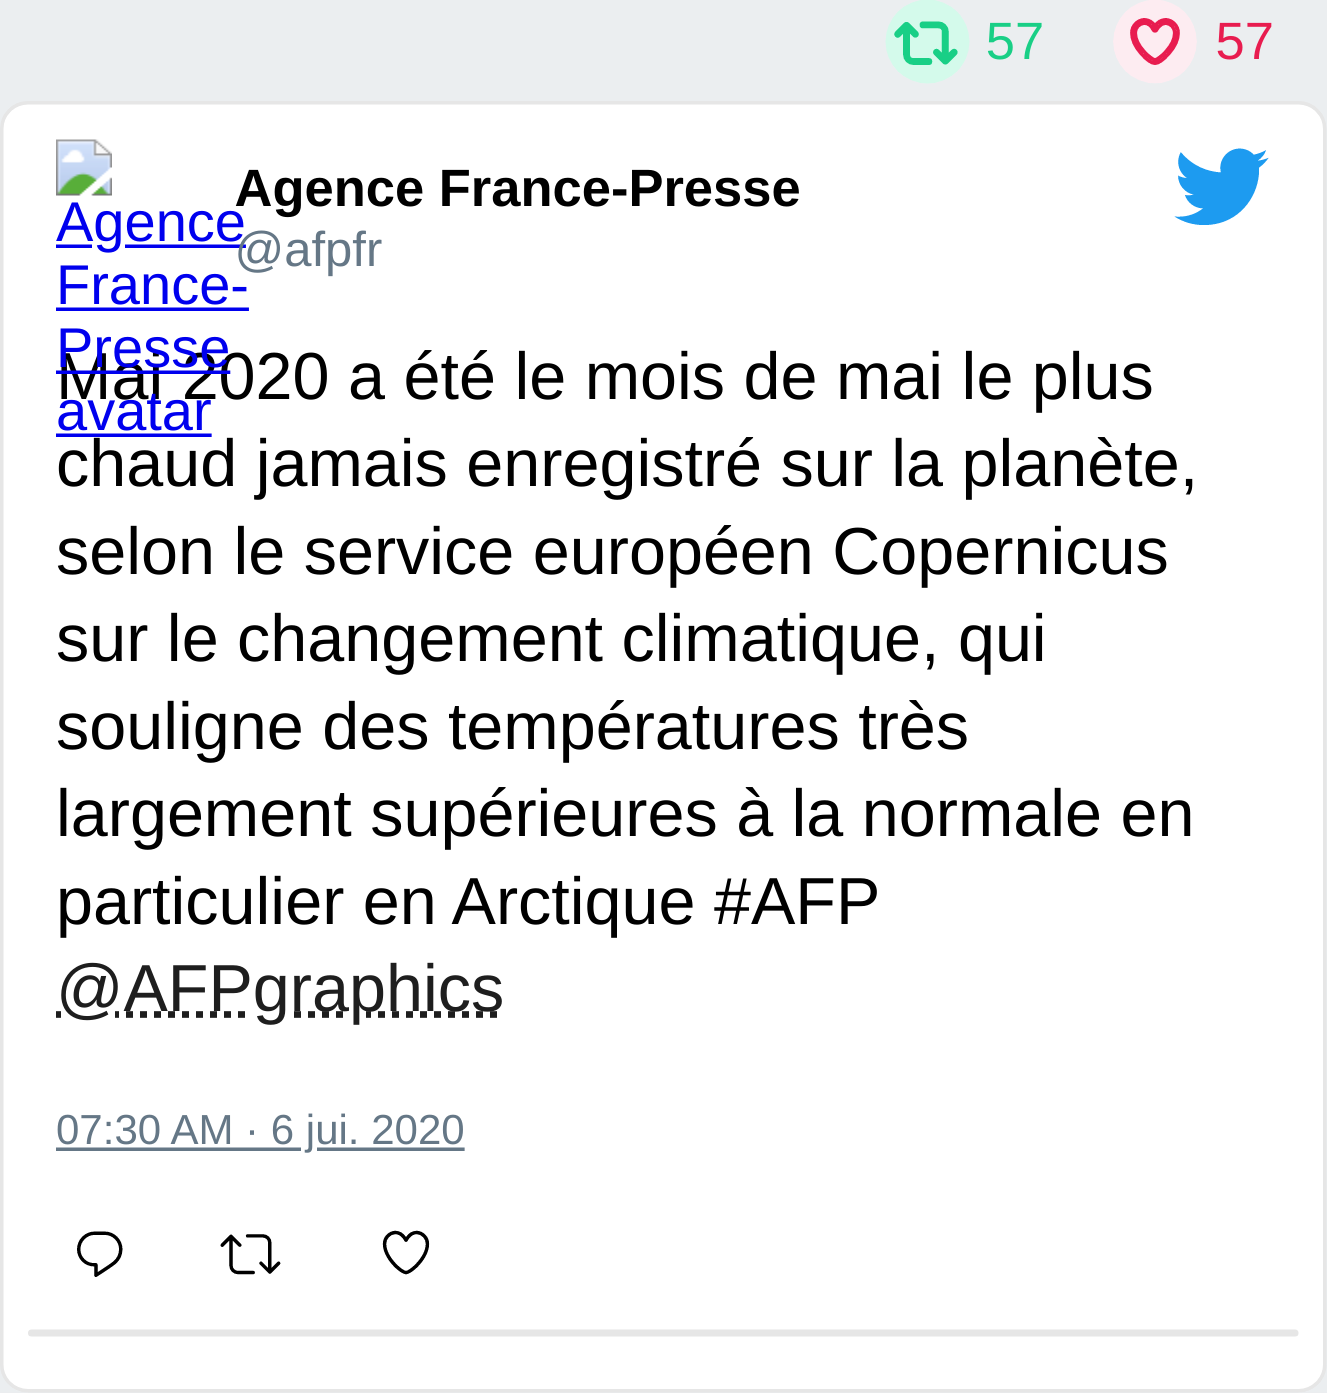 57 57
Agence France-Presse
@afpfr
Agence
France-
Presse
avatar
Mai 2020 a été le mois de mai le plus
chaud jamais enregistré sur la planète,
selon le service européen Copernicus
sur le changement climatique, qui
souligne des températures très
largement supérieures à la normale en
particulier en Arctique #AFP
@AFPgraphics
07:30 AM · 6 jui. 2020